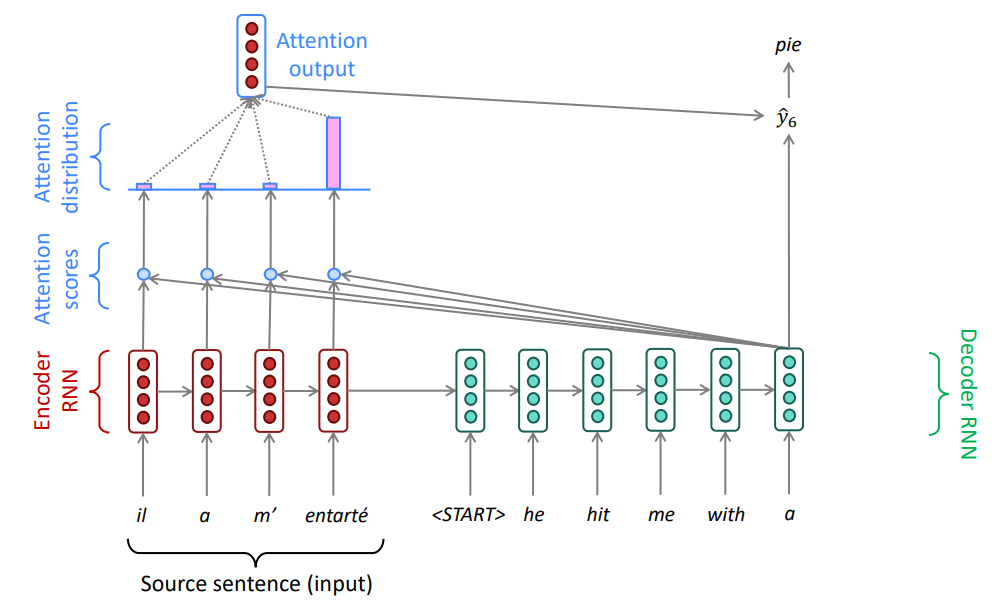 Attention
output
pie
ŷ₆
Attention
distribution
Attention
scores
Encoder
RNN
Decoder RNN
il a m’ entarté <START> he hit me with a
Source sentence (input)